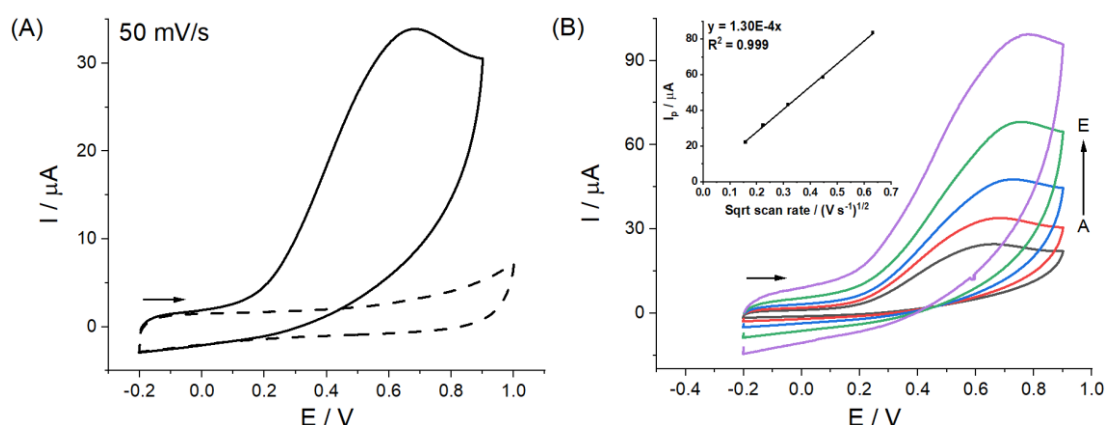 (A)
50 mV/s
I / μA
30
20
10
0
-0.2 0.0 0.2 0.4 0.6 0.8 1.0
E / V
(B)
I / μA
90
60
30
0
-0.4 -0.2 0.0 0.2 0.4 0.6 0.8 1.0
E / V
y = 1.30E-4x
R² = 0.999
Iₚ / μA
80
60
40
20
0
0.0 0.1 0.2 0.3 0.4 0.5 0.6 0.7
Sqrt scan rate / (V s⁻¹)¹ᐟ²
E
A